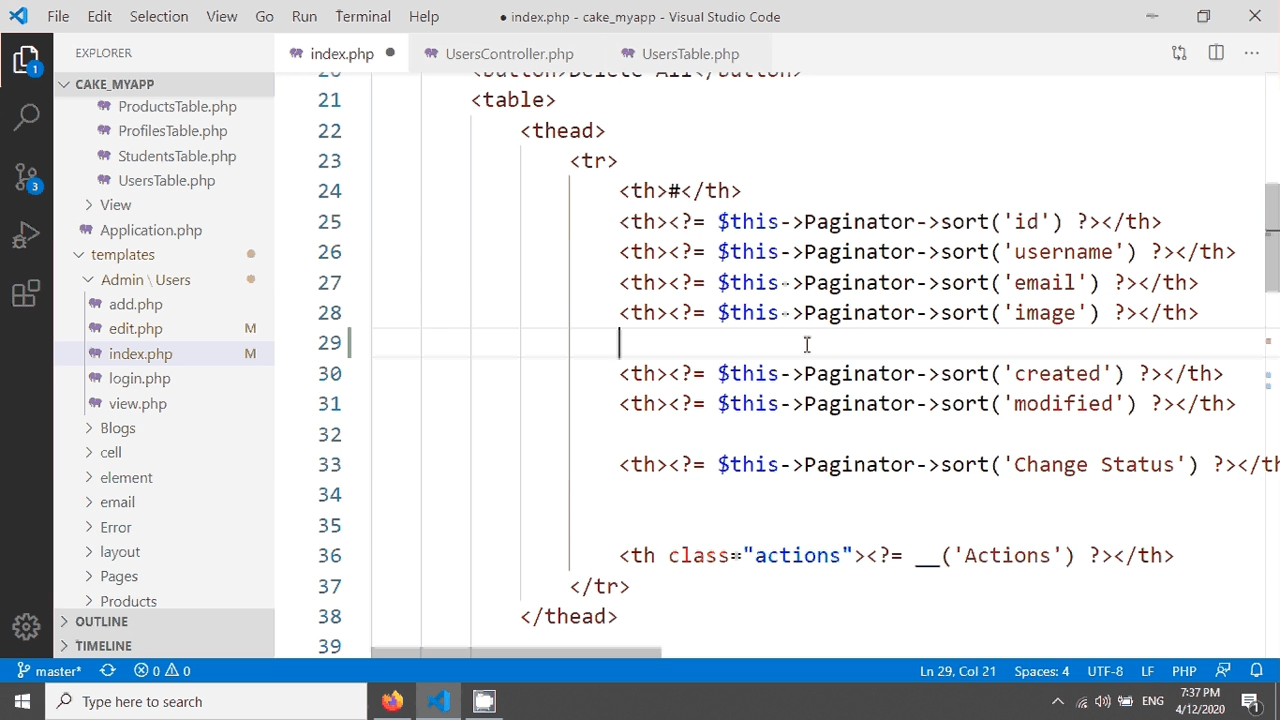 File Edit Selection View Go Run Terminal Help
● index.php - cake_myapp - Visual Studio Code
EXPLORER
CAKE_MYAPP
ProductsTable.php
ProfilesTable.php
StudentsTable.php
UsersTable.php
View
Application.php
templates
Admin \ Users
add.php
edit.php M
index.php M
login.php
view.php
Blogs
cell
element
email
Error
layout
Pages
Products
OUTLINE
TIMELINE
1
3
index.php ● UsersController.php UsersTable.php
20 <button>Delete All</button>
21 <table>
22 <thead>
23 <tr>
24 <th>#</th>
25 <th><?= $this->Paginator->sort('id') ?></th>
26 <th><?= $this->Paginator->sort('username') ?></th>
27 <th><?= $this->Paginator->sort('email') ?></th>
28 <th><?= $this->Paginator->sort('image') ?></th>
29
30 <th><?= $this->Paginator->sort('created') ?></th>
31 <th><?= $this->Paginator->sort('modified') ?></th>
32
33 <th><?= $this->Paginator->sort('Change Status') ?></th
34
35
36 <th class="actions"><?= __('Actions') ?></th>
37 </tr>
38 </thead>
39
master* 0 0 Ln 29, Col 21 Spaces: 4 UTF-8 LF PHP
Type here to search
ENG
7:37 PM
4/12/2020
1